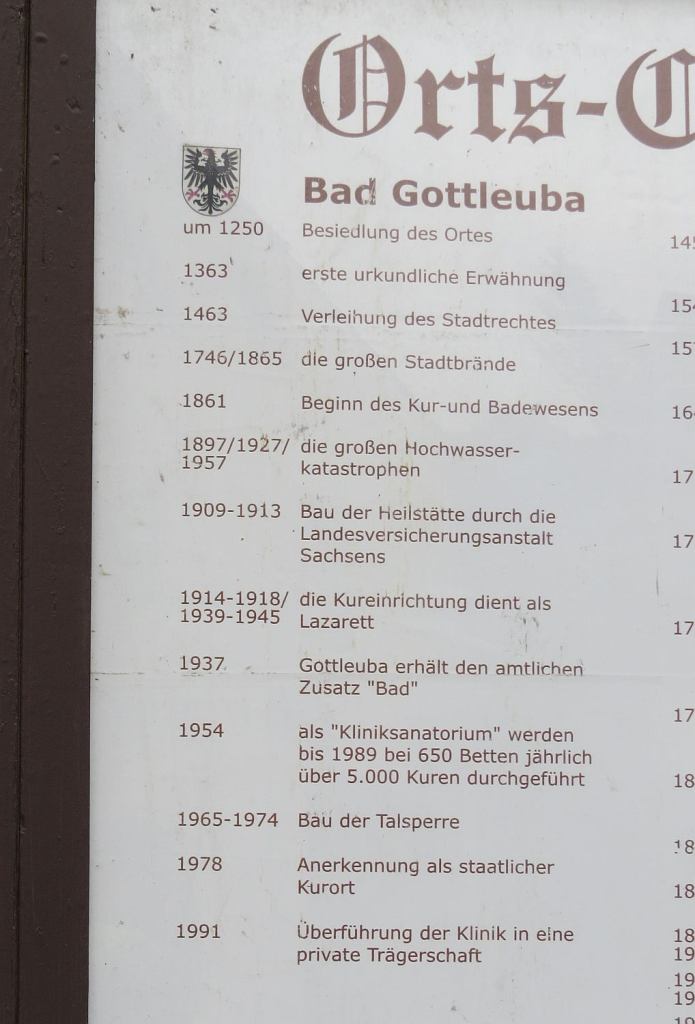 Orts-C
Bad Gottleuba
um 1250 Besiedlung des Ortes
1363 erste urkundliche Erwähnung
1463 Verleihung des Stadtrechtes
1746/1865 die großen Stadtbrände
1861 Beginn des Kur-und Badewesens
1897/1927/ die großen Hochwasser-
1957 katastrophen
1909-1913 Bau der Heilstätte durch die
Landesversicherungsanstalt
Sachsens
1914-1918/ die Kureinrichtung dient als
1939-1945 Lazarett
1937 Gottleuba erhält den amtlichen
Zusatz "Bad"
1954 als "Kliniksanatorium" werden
bis 1989 bei 650 Betten jährlich
über 5.000 Kuren durchgeführt
1965-1974 Bau der Talsperre
1978 Anerkennung als staatlicher
Kurort
1991 Überführung der Klinik in eine
private Trägerschaft